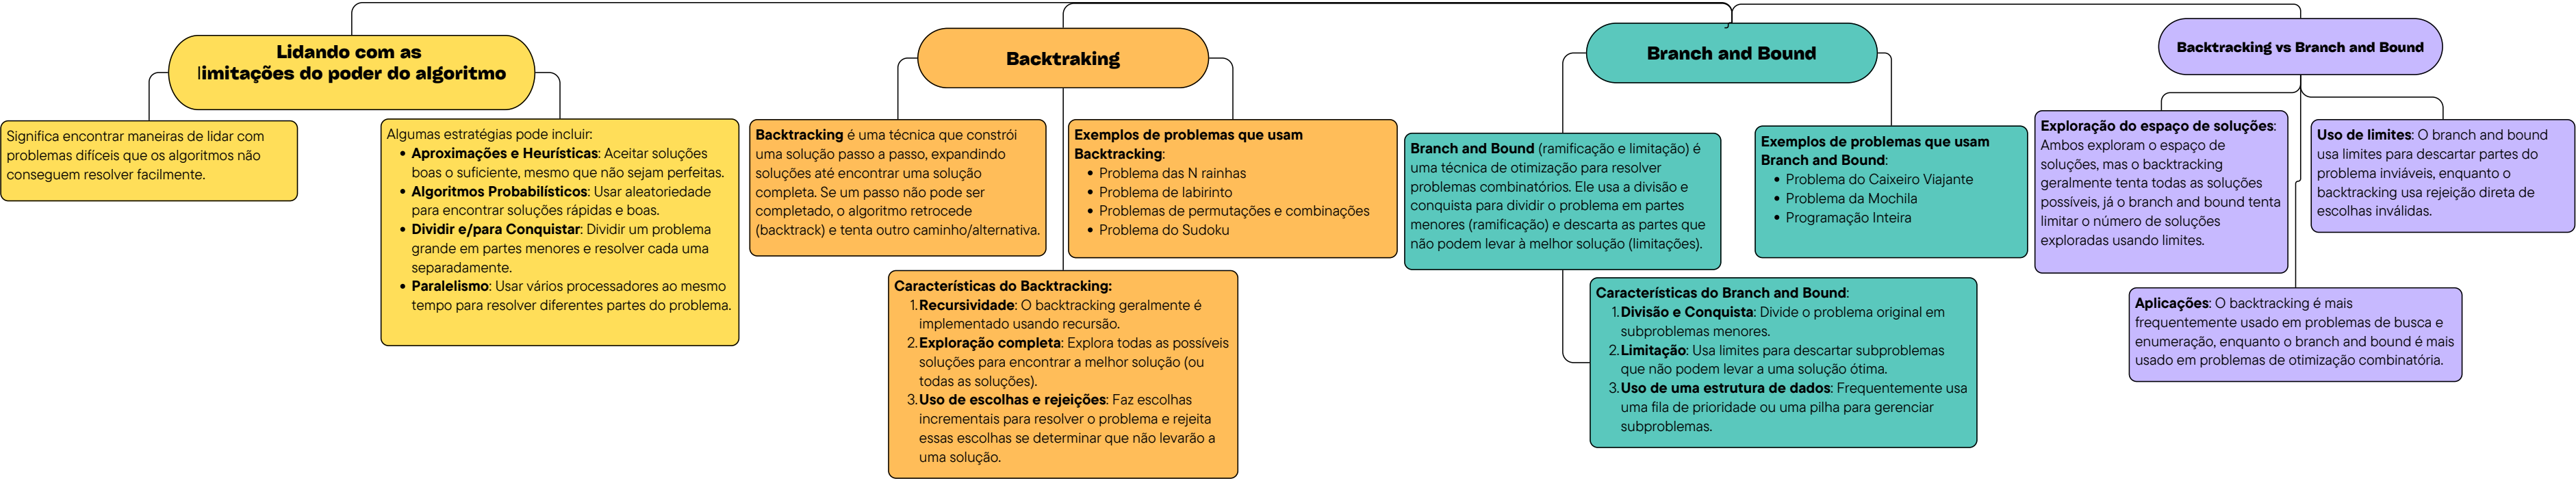 Lidando com as
limitações do poder do algoritmo
Significa encontrar maneiras de lidar com
problemas difíceis que os algoritmos não
conseguem resolver facilmente.
Algumas estratégias pode incluir:
• Aproximações e Heurísticas: Aceitar soluções
boas o suficiente, mesmo que não sejam perfeitas.
• Algoritmos Probabilísticos: Usar aleatoriedade
para encontrar soluções rápidas e boas.
• Dividir e/para Conquistar: Dividir um problema
grande em partes menores e resolver cada uma
separadamente.
• Paralelismo: Usar vários processadores ao mesmo
tempo para resolver diferentes partes do problema.
Backtraking
Backtracking é uma técnica que constrói
uma solução passo a passo, expandindo
soluções até encontrar uma solução
completa. Se um passo não pode ser
completado, o algoritmo retrocede
(backtrack) e tenta outro caminho/alternativa.
Exemplos de problemas que usam
Backtracking:
• Problema das N rainhas
• Problema de labirinto
• Problemas de permutações e combinações
• Problema do Sudoku
Características do Backtracking:
1. Recursividade: O backtracking geralmente é
implementado usando recursão.
2. Exploração completa: Explora todas as possíveis
soluções para encontrar a melhor solução (ou
todas as soluções).
3. Uso de escolhas e rejeições: Faz escolhas
incrementais para resolver o problema e rejeita
essas escolhas se determinar que não levarão a
uma solução.
Branch and Bound
Branch and Bound (ramificação e limitação) é
uma técnica de otimização para resolver
problemas combinatórios. Ele usa a divisão e
conquista para dividir o problema em partes
menores (ramificação) e descarta as partes que
não podem levar à melhor solução (limitações).
Exemplos de problemas que usam
Branch and Bound:
• Problema do Caixeiro Viajante
• Problema da Mochila
• Programação Inteira
Características do Branch and Bound:
1. Divisão e Conquista: Divide o problema original em
subproblemas menores.
2. Limitação: Usa limites para descartar subproblemas
que não podem levar a uma solução ótima.
3. Uso de uma estrutura de dados: Frequentemente usa
uma fila de prioridade ou uma pilha para gerenciar
subproblemas.
Backtracking vs Branch and Bound
Exploração do espaço de soluções:
Ambos exploram o espaço de
soluções, mas o backtracking
geralmente tenta todas as soluções
possíveis, já o branch and bound tenta
limitar o número de soluções
exploradas usando limites.
Uso de limites: O branch and bound
usa limites para descartar partes do
problema inviáveis, enquanto o
backtracking usa rejeição direta de
escolhas inválidas.
Aplicações: O backtracking é mais
frequentemente usado em problemas de busca e
enumeração, enquanto o branch and bound é mais
usado em problemas de otimização combinatória.